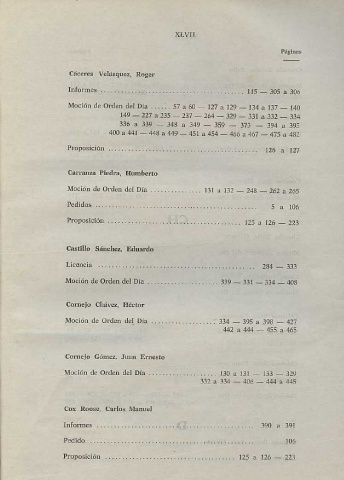 XLVII
Páginas
Cáceres Velásquez, Roger
Informes ........ 115 — 305 a 306
Moción de Orden del Día ...... 57 a 60 — 127 a 129 — 134 a 137 — 140
149 — 227 a 235 — 237 — 264 — 329 — 331 a 332 — 334
336 a 339 — 348 a 349 — 359 — 373 — 394 a 395
400 a 441 — 448 a 449 — 451 a 454 — 466 a 467 — 475 a 482
Proposición ........ 126 a 127
Carranza Piedra, Humberto
Moción de Orden del Día ........ 131 a 132 — 248 — 262 a 265
Pedidos ........ 5 a 106
Proposición ........ 125 a 126 — 223
Castillo Sánchez, Eduardo
Licencia ........ 284 — 333
Moción de Orden del Día ........ 339 — 331 — 334 — 408
Cornejo Chávez, Héctor
Moción de Orden del Día ........ 334 — 395 a 398 — 427
442 a 444 — 455 a 465
Cornejo Gómez, Juan Ernesto
Moción de Orden del Día ........ 130 a 131 — 133 — 329
332 a 334 — 406 — 444 a 445
Cox Roose, Carlos Manuel
Informes ........ 390 a 391
Pedido ........ 106
Proposición ........ 125 a 126 — 223